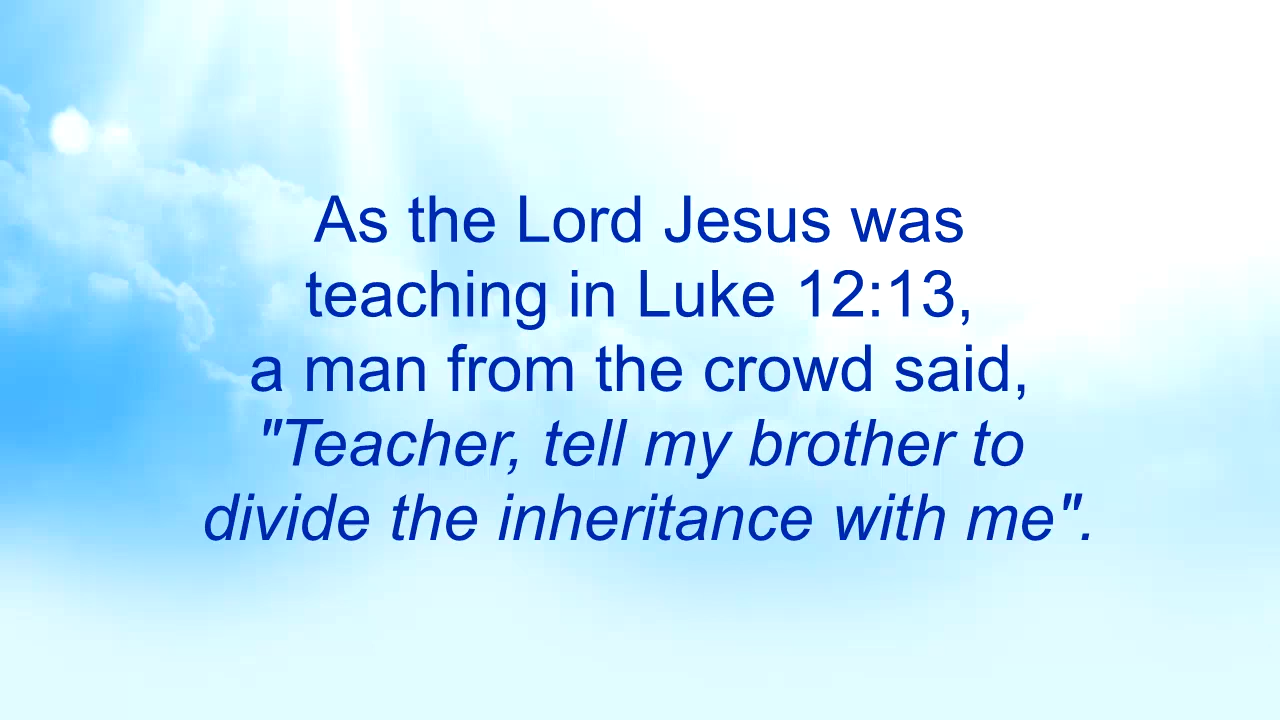 As the Lord Jesus was
teaching in Luke 12:13,
a man from the crowd said,
"Teacher, tell my brother to
divide the inheritance with me".